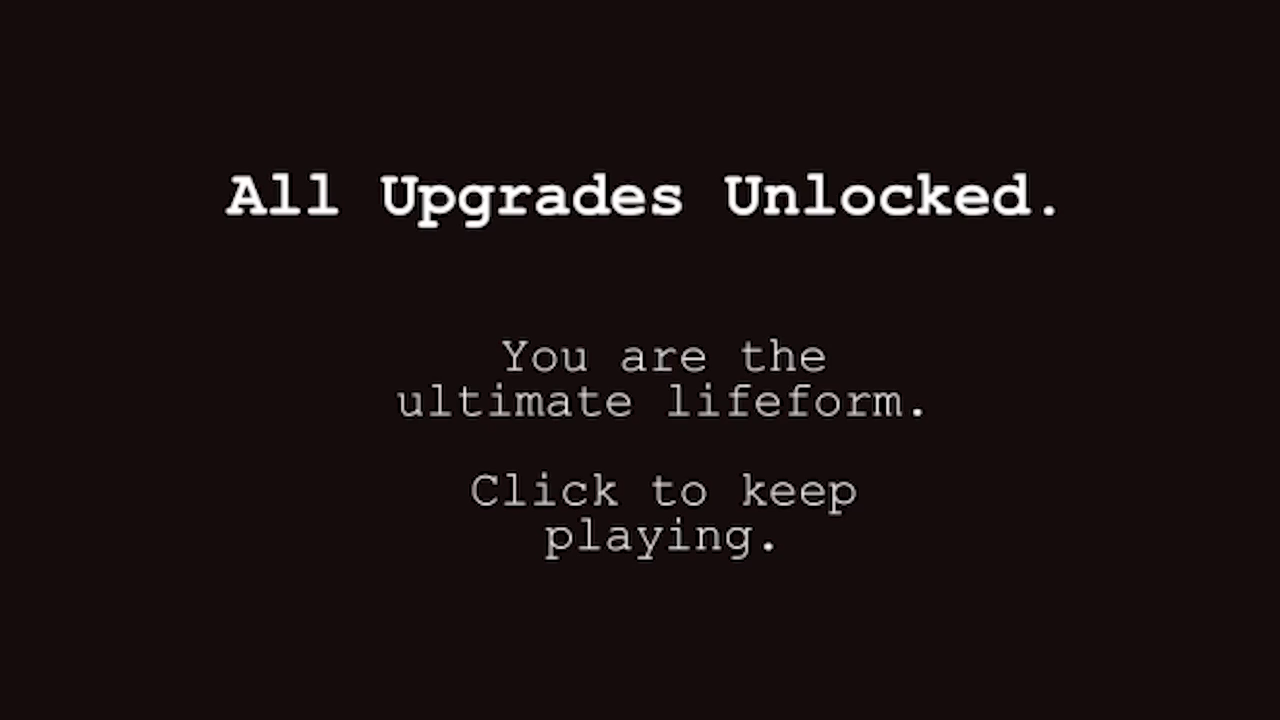 All Upgrades Unlocked.
You are the
ultimate lifeform.
Click to keep
playing.